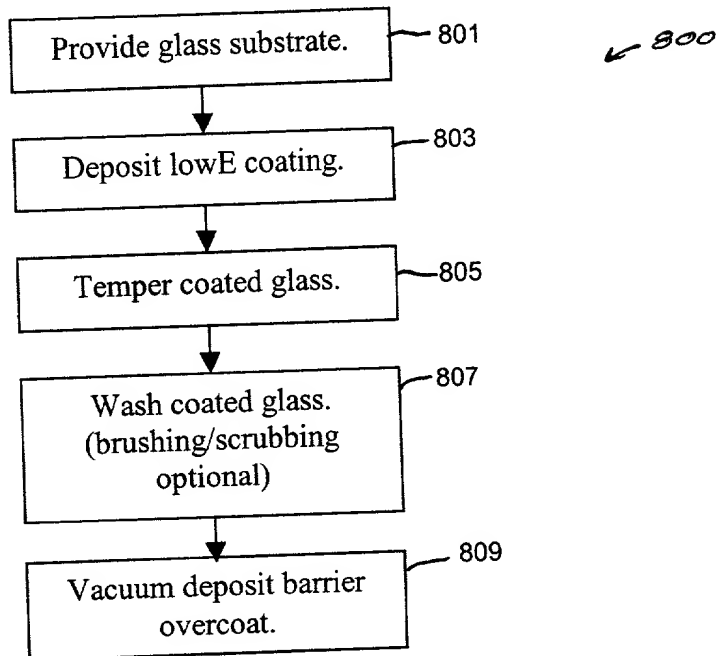 Provide glass substrate.
801
800
Deposit lowE coating.
803
Temper coated glass.
805
Wash coated glass.
(brushing/scrubbing
optional)
807
Vacuum deposit barrier
overcoat.
809